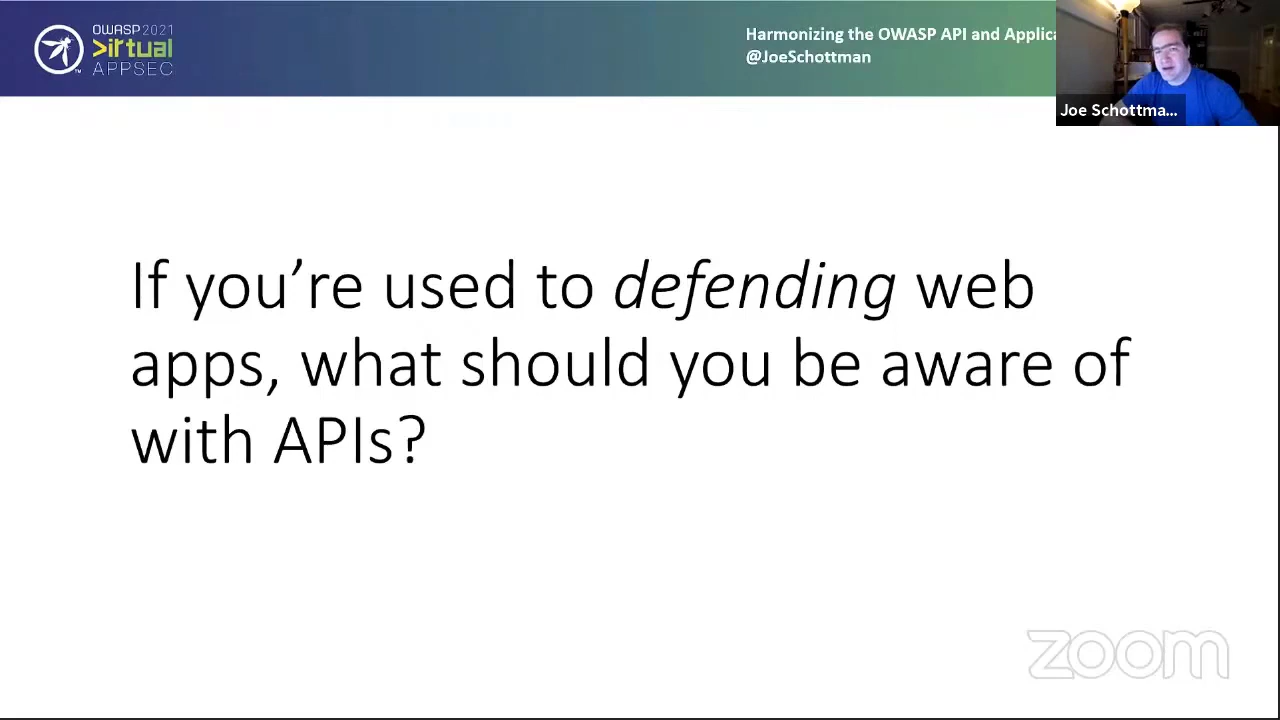 OWASP 2021
>irtual
APPSEC
TM
Harmonizing the OWASP API and Applica
@JoeSchottman
Joe Schottma...
If you’re used to defending web
apps, what should you be aware of
with APIs?
zoom